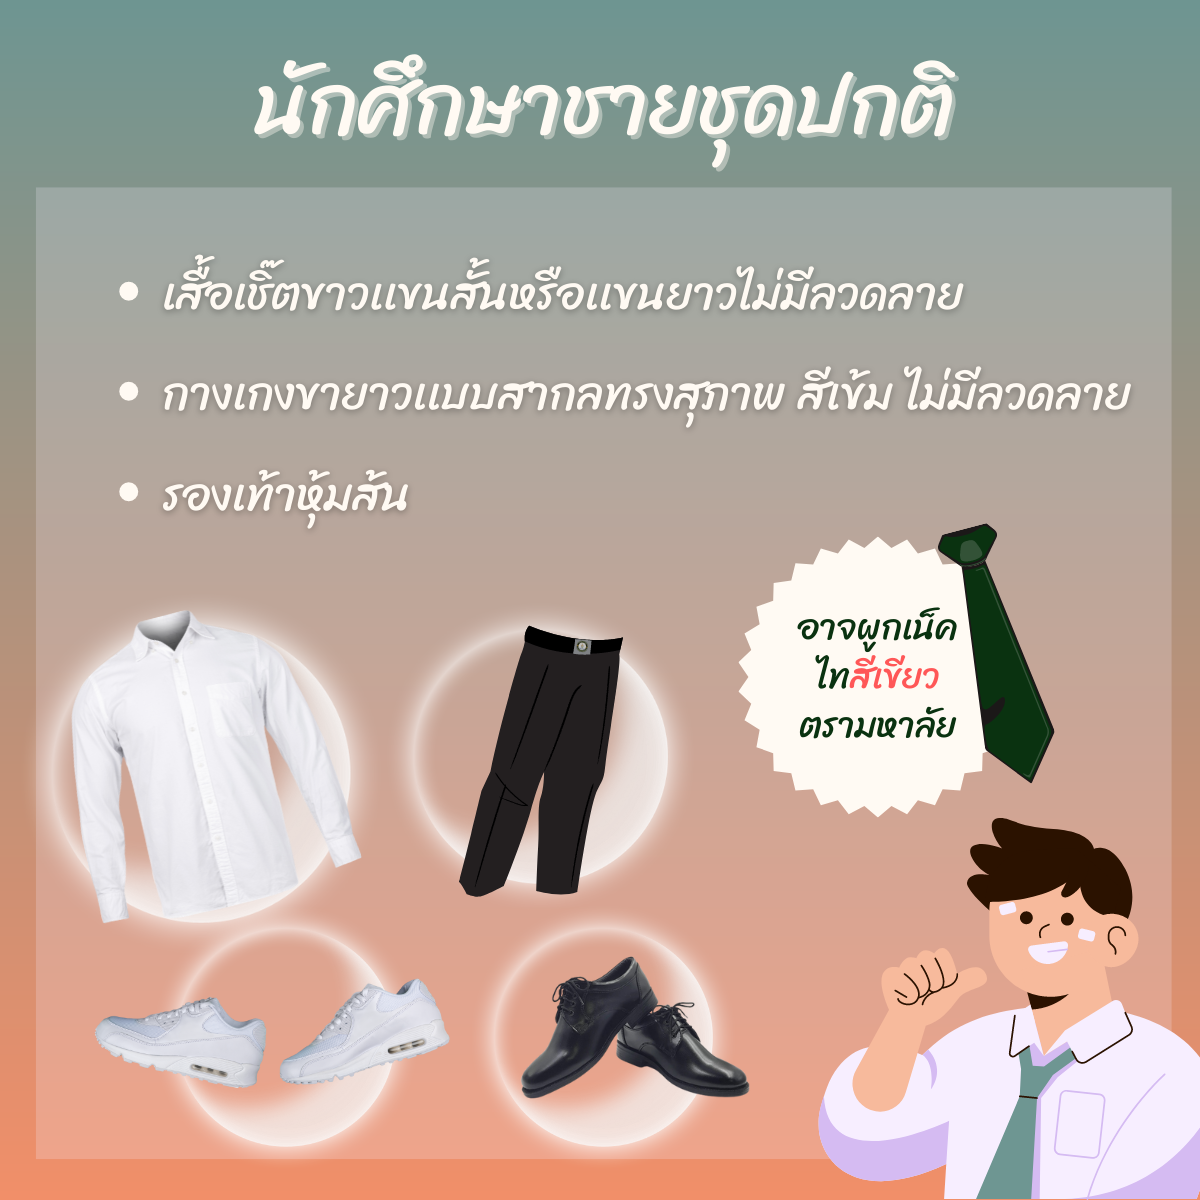 นักศึกษาชายชุดปกติ
• เสื้อเชิ๊ตขาวแขนสั้นหรือแขนยาวไม่มีลวดลาย
• กางเกงขายาวแบบสากลทรงสุภาพ สีเข้ม ไม่มีลวดลาย
• รองเท้าหุ้มส้น
อาจผูกเน็ค
ไทสีเขียว
ตรามหาลัย